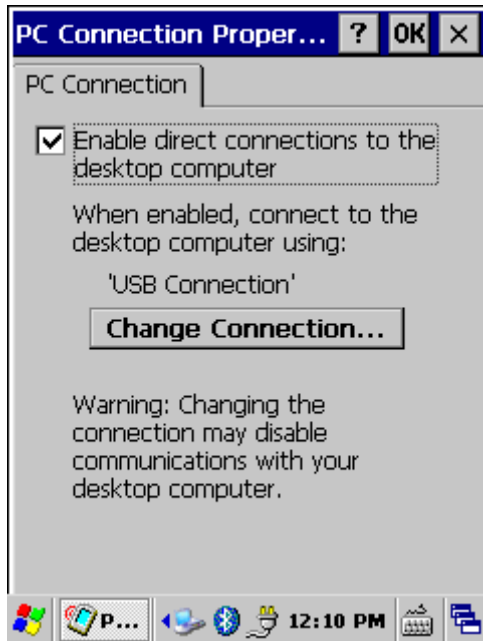 PC Connection Proper... ? OK ×
PC Connection
Enable direct connections to the
desktop computer
When enabled, connect to the
desktop computer using:
'USB Connection'
Change Connection...
Warning: Changing the
connection may disable
communications with your
desktop computer.
P... 12:10 PM